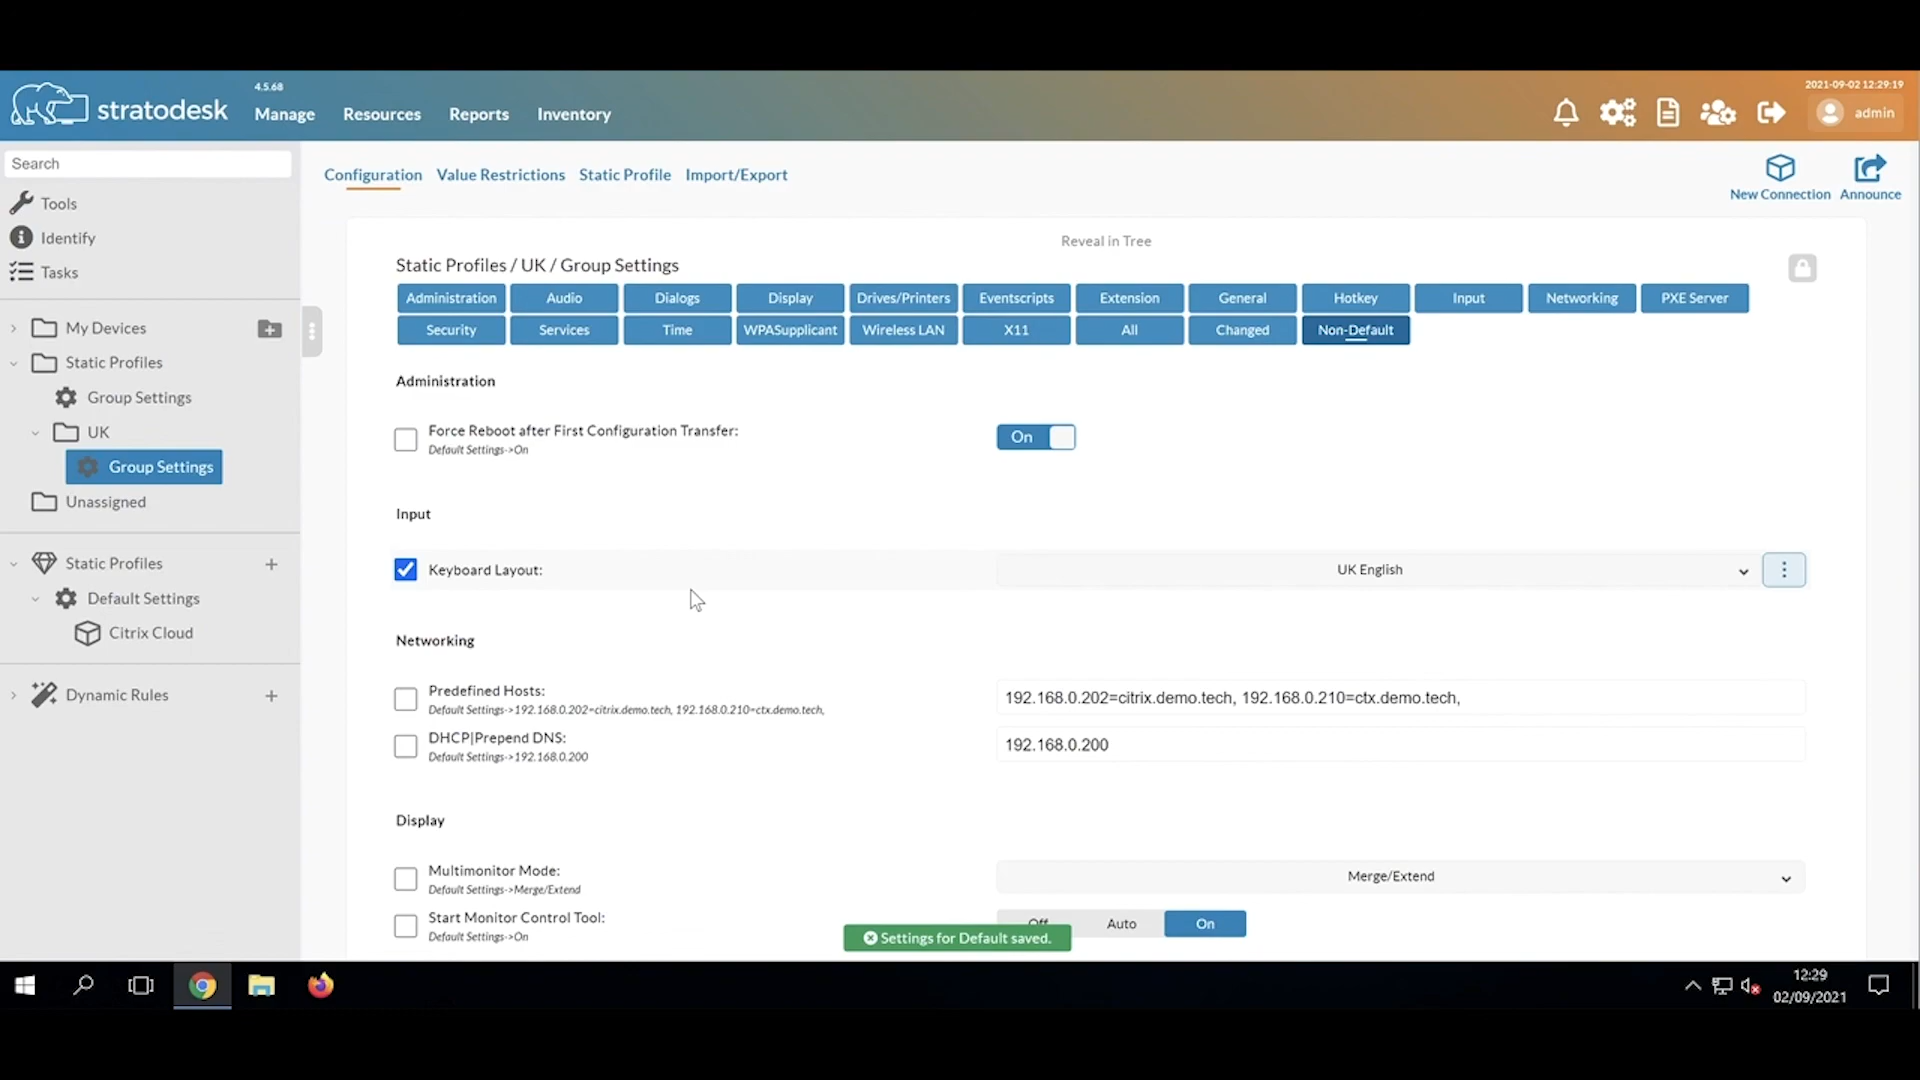 4.5.68
stratodesk
Manage
Resources
Reports
Inventory
2021-09-02 12:29:19
admin
Search
Tools
Identify
Tasks
My Devices
Static Profiles
Group Settings
UK
Group Settings
Unassigned
Static Profiles
Default Settings
Citrix Cloud
Dynamic Rules
Configuration
Value Restrictions
Static Profile
Import/Export
New Connection
Announce
Reveal in Tree
Static Profiles / UK / Group Settings
Administration
Audio
Dialogs
Display
Drives/Printers
Eventscripts
Extension
General
Hotkey
Input
Networking
PXE Server
Security
Services
Time
WPASupplicant
Wireless LAN
X11
All
Changed
Non-Default
Administration
Force Reboot after First Configuration Transfer:
Default Settings->On
On
Input
Keyboard Layout:
UK English
Networking
Predefined Hosts:
Default Settings->192.168.0.202=citrix.demo.tech, 192.168.0.210=ctx.demo.tech,
192.168.0.202=citrix.demo.tech, 192.168.0.210=ctx.demo.tech,
DHCP|Prepend DNS:
Default Settings->192.168.0.200
192.168.0.200
Display
Multimonitor Mode:
Default Settings->Merge/Extend
Merge/Extend
Start Monitor Control Tool:
Default Settings->On
Off
Auto
On
Settings for Default saved.
12:29
02/09/2021